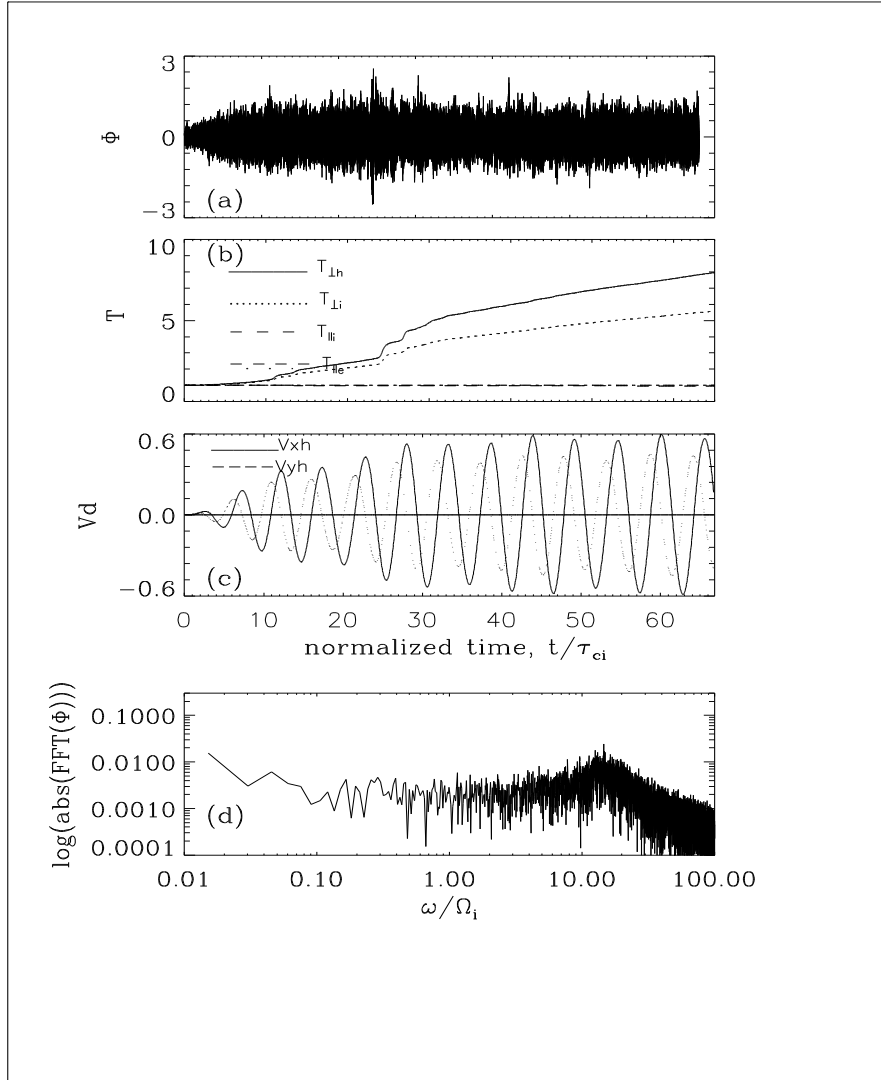 3
0
−3
Φ
(a)
10
5
0
T
(b)
T⊥h
T⊥i
T∥i
T∥e
0.6
0.0
−0.6
Vd
Vxh
Vyh
(c)
0 10 20 30 40 50 60
normalized time, t/τci
0.1000
0.0100
0.0010
0.0001
log(abs(FFT(Φ)))
(d)
0.01 0.10 1.00 10.00 100.00
ω/Ωi